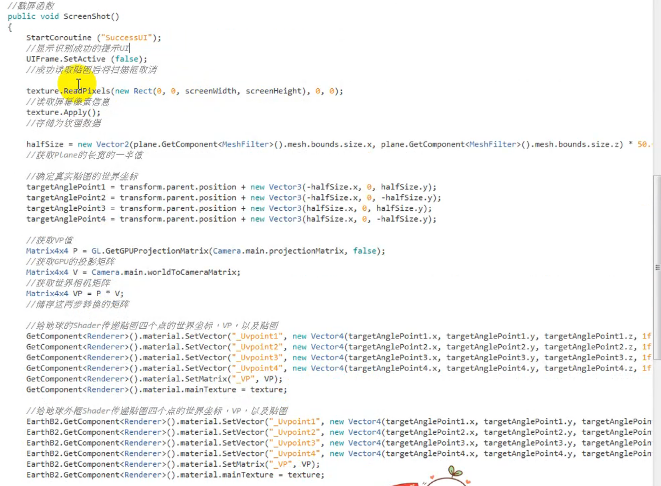 //截屏函数
public void ScreenShot()
{
StartCoroutine ("SuccessUI");
//显示识别成功的提示UI
UIFrame.SetActive (false);
//成功读取贴图后将扫描框取消
texture.ReadPixels(new Rect(0, 0, screenWidth, screenHeight), 0, 0);
//读取屏幕像素信息
texture.Apply();
//存储为纹理数据
halfSize = new Vector2(plane.GetComponent<MeshFilter>().mesh.bounds.size.x, plane.GetComponent<MeshFilter>().mesh.bounds.size.z) * 50.
//获取Plane的长宽的一半值
//确定真实贴图的世界坐标
targetAnglePoint1 = transform.parent.position + new Vector3(-halfSize.x, 0, halfSize.y);
targetAnglePoint2 = transform.parent.position + new Vector3(-halfSize.x, 0, -halfSize.y);
targetAnglePoint3 = transform.parent.position + new Vector3(halfSize.x, 0, halfSize.y);
targetAnglePoint4 = transform.parent.position + new Vector3(halfSize.x, 0, -halfSize.y);
//获取VP值
Matrix4x4 P = GL.GetGPUProjectionMatrix(Camera.main.projectionMatrix, false);
//获取GPU的投影矩阵
Matrix4x4 V = Camera.main.worldToCameraMatrix;
//获取世界相机矩阵
Matrix4x4 VP = P * V;
//储存这两步转换的矩阵
//给地球的Shader传递贴图四个点的世界坐标，VP，以及贴图
GetComponent<Renderer>().material.SetVector("_Uvpoint1", new Vector4(targetAnglePoint1.x, targetAnglePoint1.y, targetAnglePoint1.z, 1f
GetComponent<Renderer>().material.SetVector("_Uvpoint2", new Vector4(targetAnglePoint2.x, targetAnglePoint2.y, targetAnglePoint2.z, 1f
GetComponent<Renderer>().material.SetVector("_Uvpoint3", new Vector4(targetAnglePoint3.x, targetAnglePoint3.y, targetAnglePoint3.z, 1f
GetComponent<Renderer>().material.SetVector("_Uvpoint4", new Vector4(targetAnglePoint4.x, targetAnglePoint4.y, targetAnglePoint4.z, 1f
GetComponent<Renderer>().material.SetMatrix("_VP", VP);
GetComponent<Renderer>().material.mainTexture = texture;
//给地球外框Shader传递贴图四个点的世界坐标，VP，以及贴图
EarthB2.GetComponent<Renderer>().material.SetVector("_Uvpoint1", new Vector4(targetAnglePoint1.x, targetAnglePoint1.y, targetAnglePoint
EarthB2.GetComponent<Renderer>().material.SetVector("_Uvpoint2", new Vector4(targetAnglePoint2.x, targetAnglePoint2.y, targetAnglePoint
EarthB2.GetComponent<Renderer>().material.SetVector("_Uvpoint3", new Vector4(targetAnglePoint3.x, targetAnglePoint3.y, targetAnglePoint
EarthB2.GetComponent<Renderer>().material.SetVector("_Uvpoint4", new Vector4(targetAnglePoint4.x, targetAnglePoint4.y, targetAnglePoint
EarthB2.GetComponent<Renderer>().material.SetMatrix("_VP", VP);
EarthB2.GetComponent<Renderer>().material.mainTexture = texture;